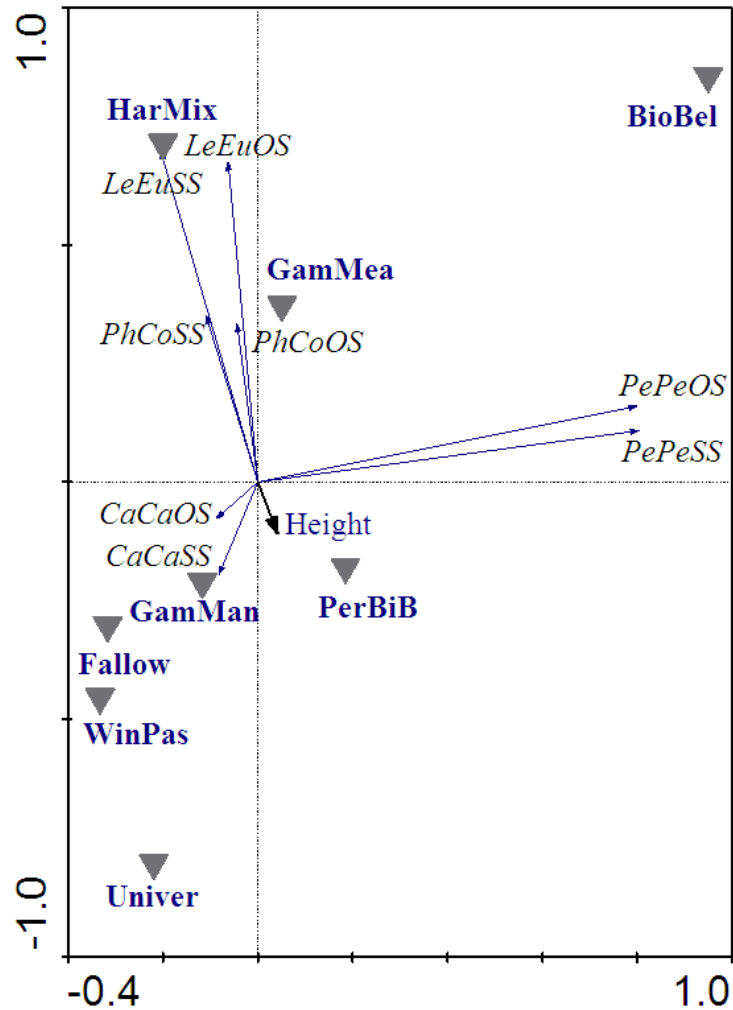 1.0
HarMix
LeEuOS
BioBel
LeEuSS
GamMea
PhCoSS
PhCoOS
PePeOS
PePeSS
CaCaOS
Height
CaCaSS
GamMan
PerBiB
Fallow
WinPas
Univer
-1.0
-0.4
1.0